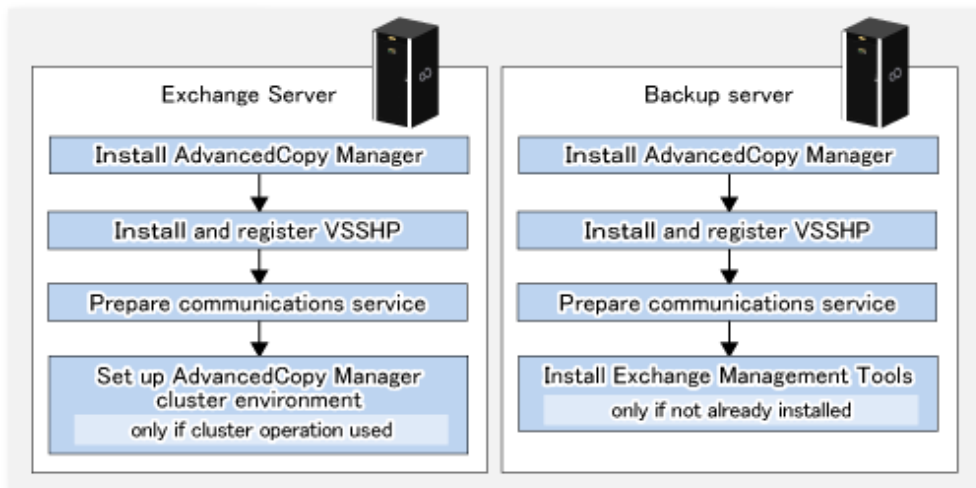 Exchange Server
Install AdvancedCopy Manager
Install and register VSSHP
Prepare communications service
Set up AdvancedCopy Manager
cluster environment
only if cluster operation used
Backup server
Install AdvancedCopy Manager
Install and register VSSHP
Prepare communications service
Install Exchange Management Tools
only if not already installed